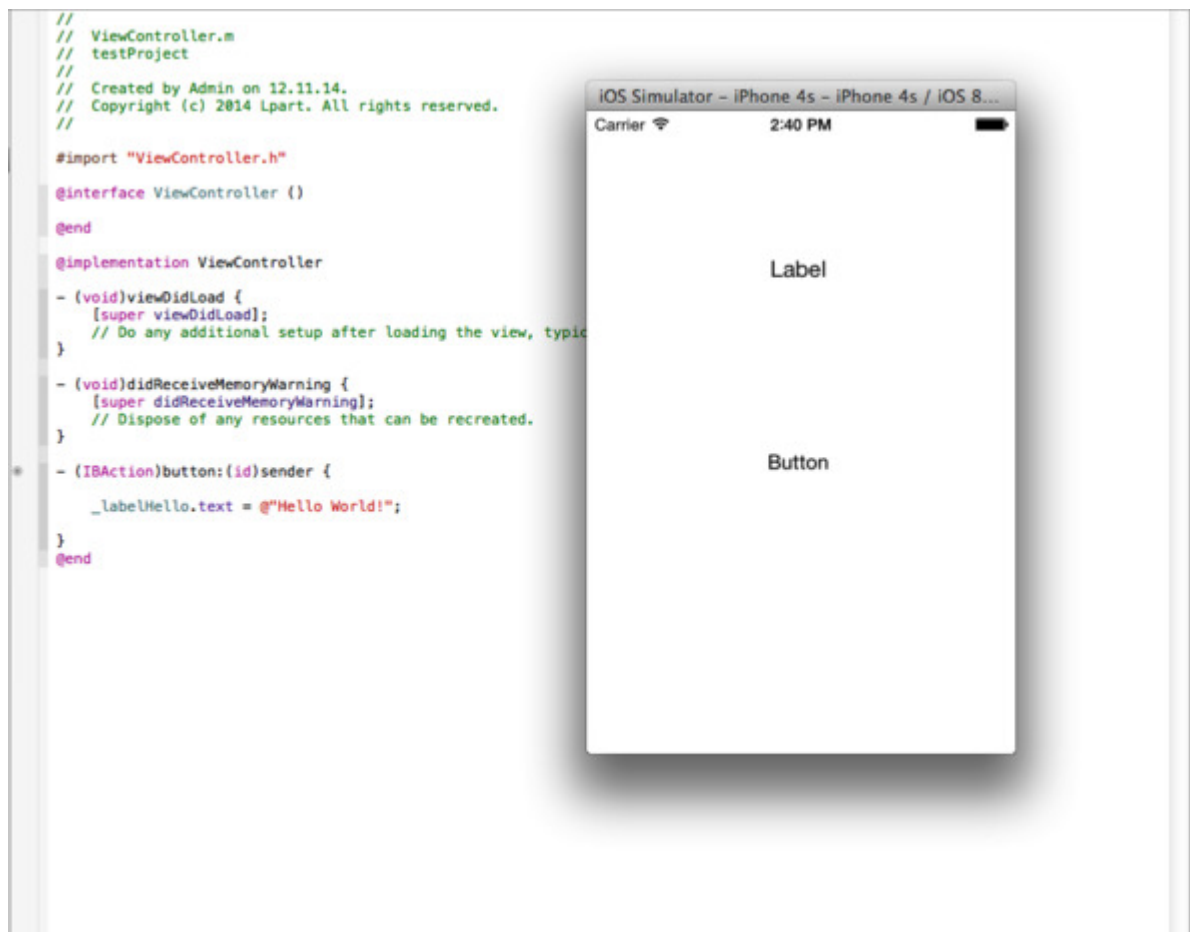 //
//  ViewController.m
//  testProject
//
//  Created by Admin on 12.11.14.
//  Copyright (c) 2014 Lpart. All rights reserved.
//
#import "ViewController.h"
@interface ViewController ()
@end
@implementation ViewController
- (void)viewDidLoad {
    [super viewDidLoad];
    // Do any additional setup after loading the view, typic
}
- (void)didReceiveMemoryWarning {
    [super didReceiveMemoryWarning];
    // Dispose of any resources that can be recreated.
}
- (IBAction)button:(id)sender {
    _labelHello.text = @"Hello World!";
}
@end
iOS Simulator – iPhone 4s – iPhone 4s / iOS 8...
Carrier 2:40 PM
Label
Button